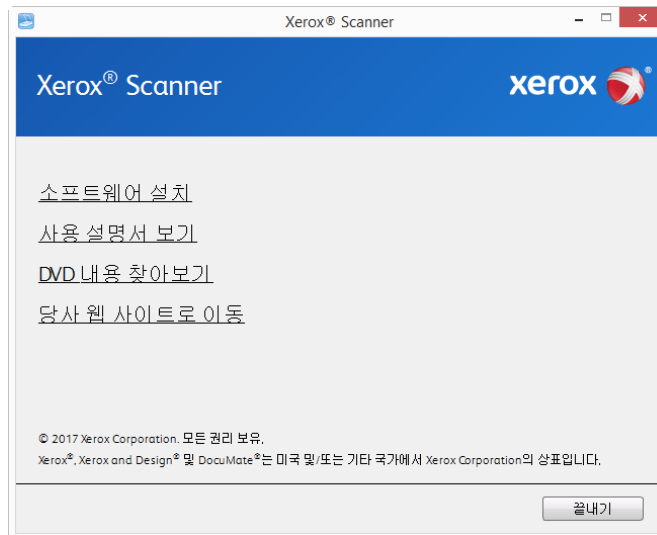 Xerox® Scanner
Xerox® Scanner
xerox ®
소프트웨어 설치
사용 설명서 보기
DVD 내용 찾아보기
당사 웹 사이트로 이동
© 2017 Xerox Corporation. 모든 권리 보유.
Xerox®, Xerox and Design® 및 DocuMate®는 미국 및/또는 기타 국가에서 Xerox Corporation의 상표입니다.
끝내기